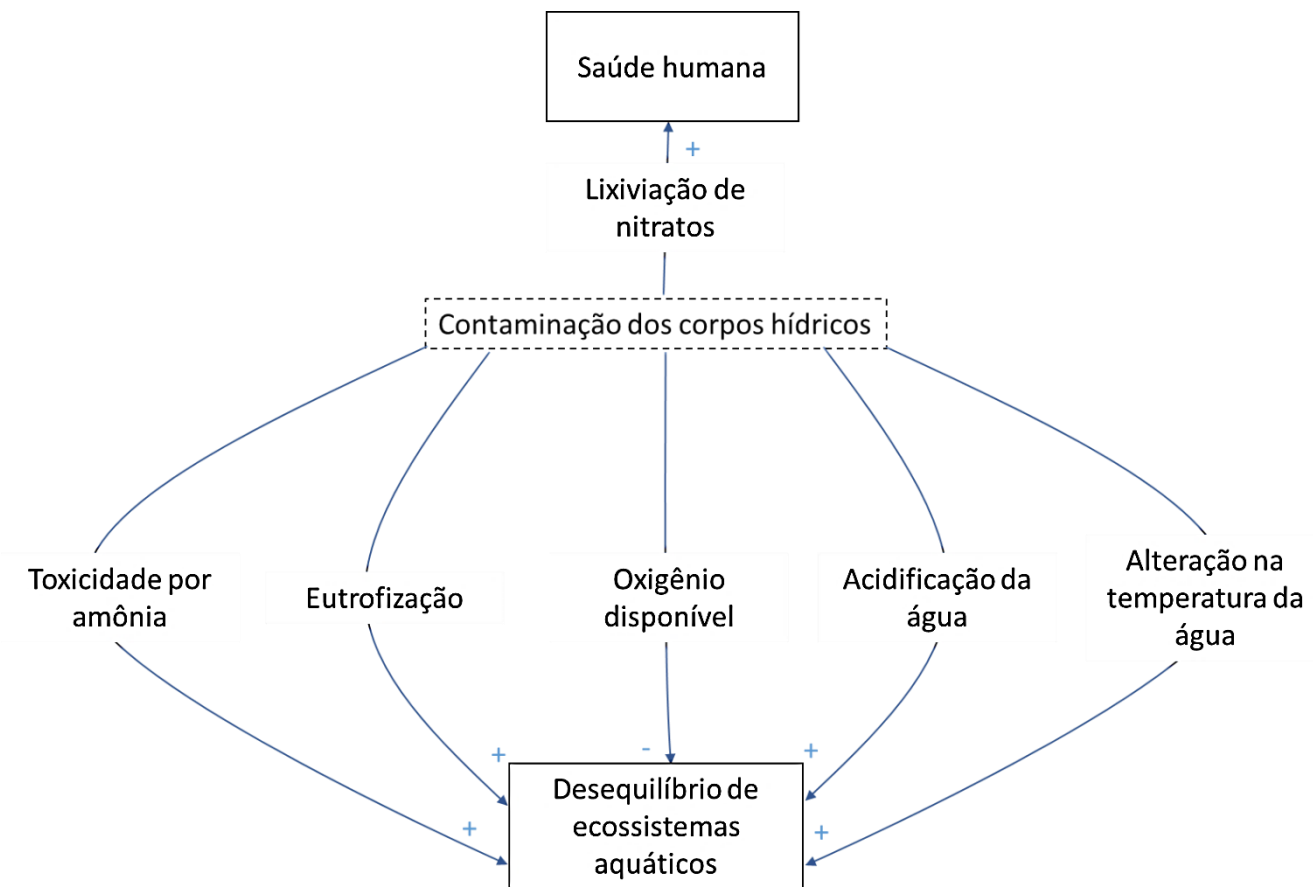 Saúde humana
+
Lixiviação de
nitratos
Contaminação dos corpos hídricos
Toxicidade por
amônia
Eutrofização
Oxigênio
disponível
Acidificação da
água
Alteração na
temperatura da
água
+
+
-
+
+
Desequilíbrio de
ecossistemas
aquáticos